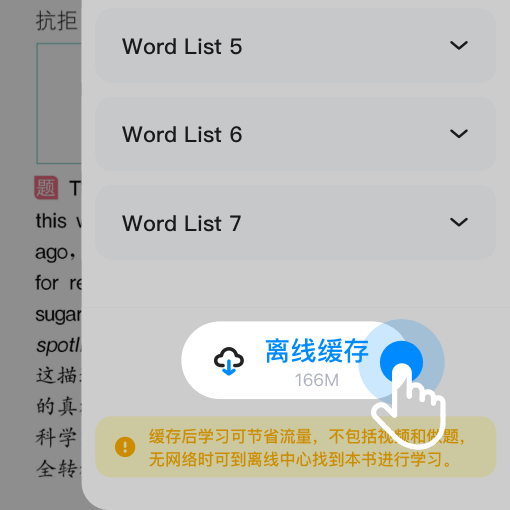 抗拒
Word List 5
Word List 6
Word List 7
题 T
this w
ago,
for re
sugar
spotl
这描
的真
科学
全转
离线缓存
166M
缓存后学习可节省流量，不包括视频和做题，
无网络时可到离线中心找到本书进行学习。